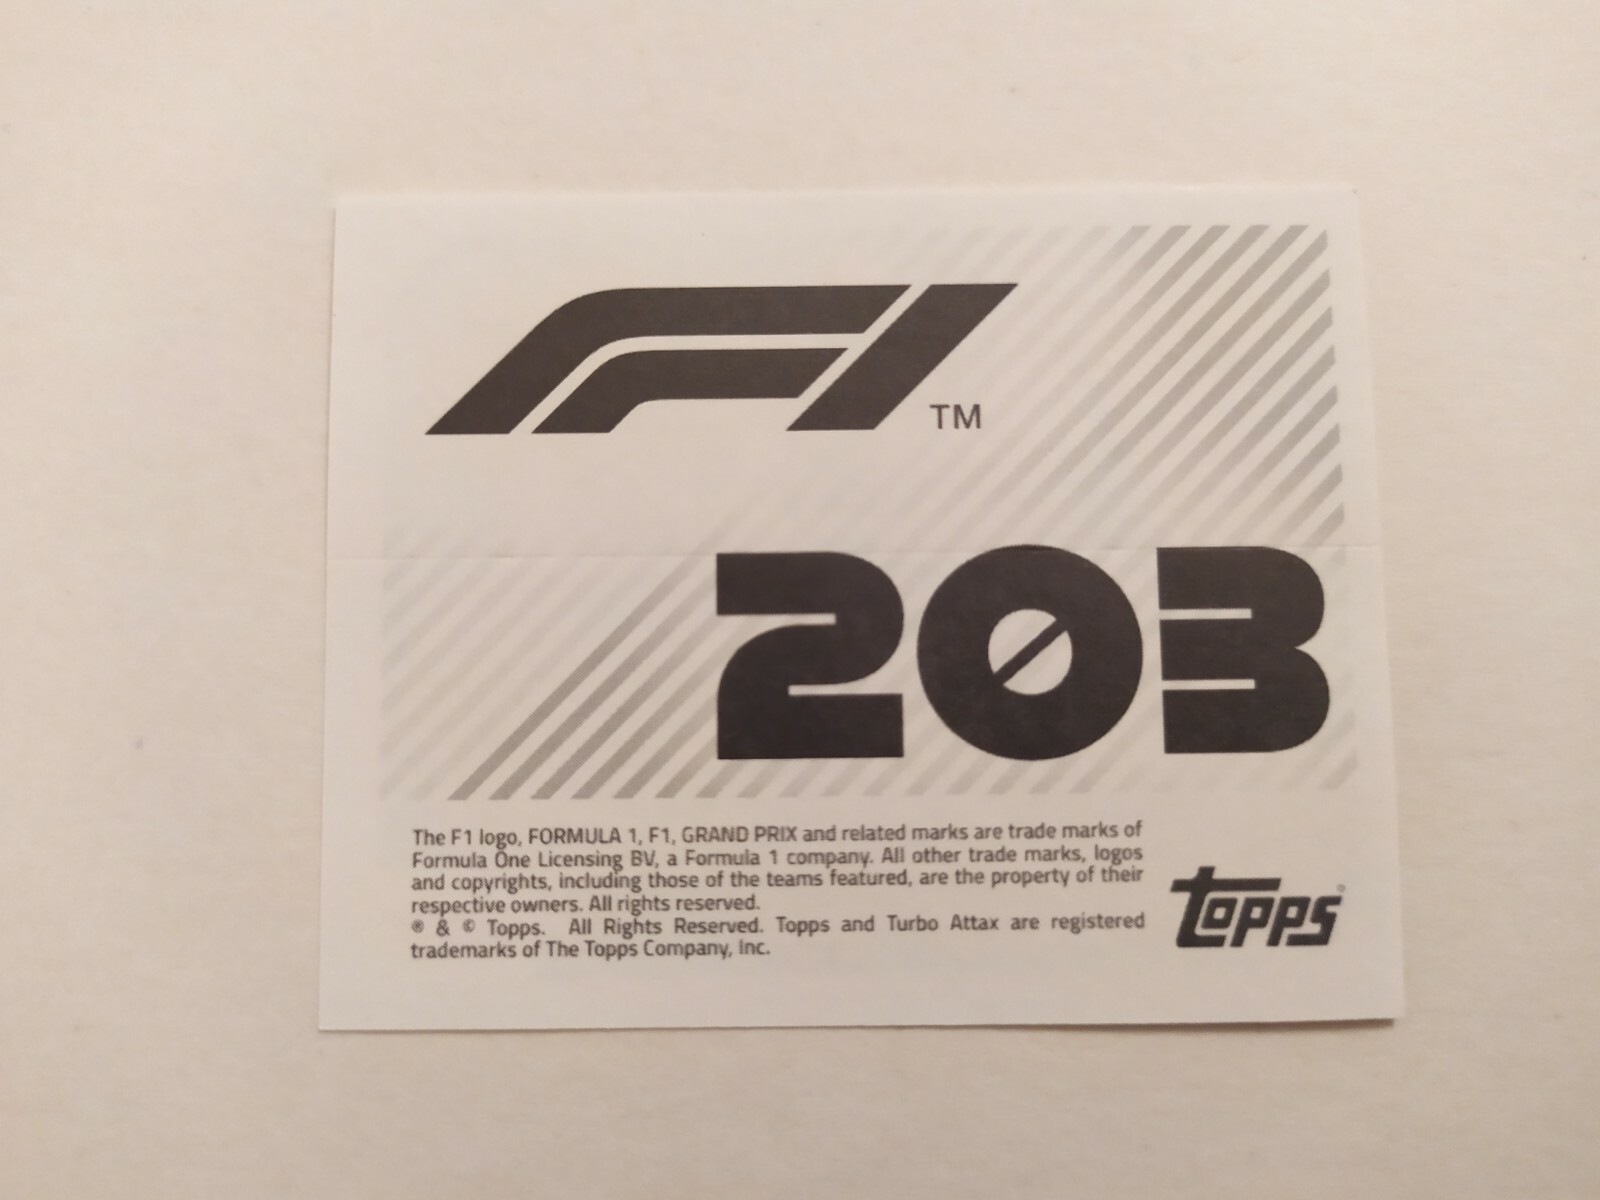 F1 TM
203
The F1 logo, FORMULA 1, F1, GRAND PRIX and related marks are trade marks of
Formula One Licensing BV, a Formula 1 company. All other trade marks, logos
and copyrights, including those of the teams featured, are the property of their
respective owners. All rights reserved.
® & © Topps. All Rights Reserved. Topps and Turbo Attax are registered
trademarks of The Topps Company, Inc.
Topps®